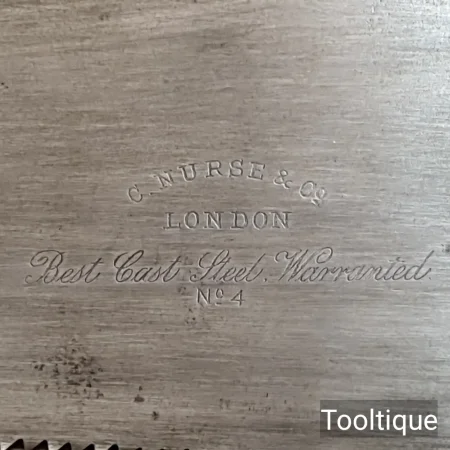 C. NURSE & Co
LONDON
Best Cast Steel. Warranted.
No 4
Tooltique